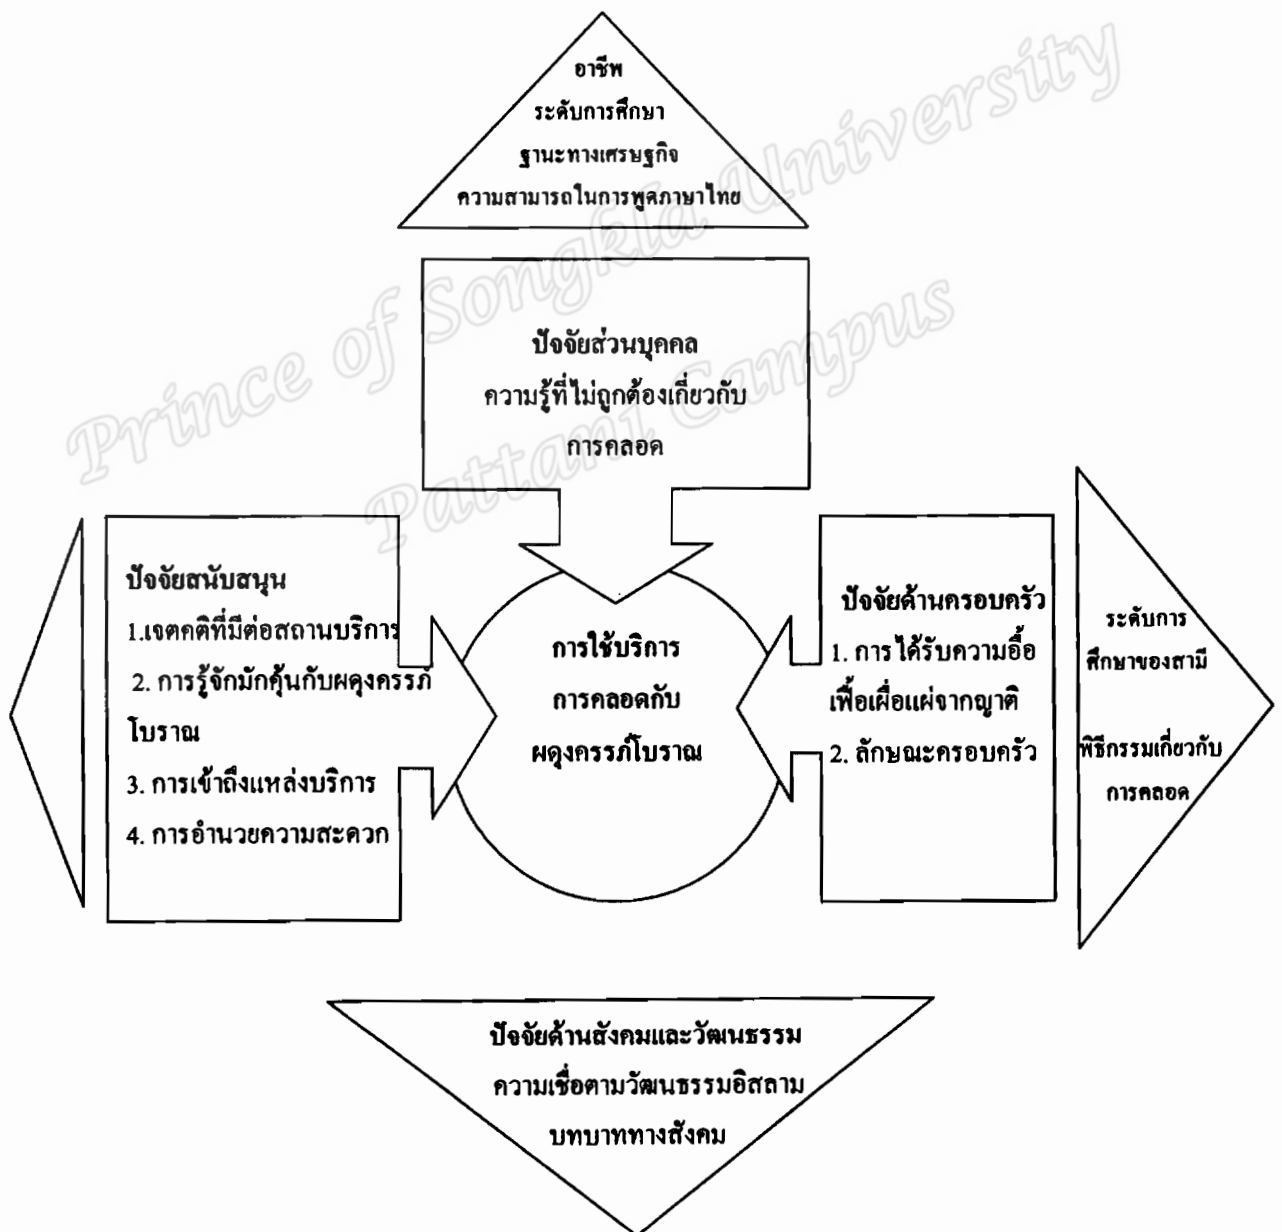 อาชีพ
ระดับการศึกษา
ฐานะทางเศรษฐกิจ
ความสามารถในการพูดภาษาไทย
ปัจจัยส่วนบุคคล
ความรู้ที่ไม่ถูกต้องเกี่ยวกับ
การคลอด
ปัจจัยสนับสนุน
1.เจตคติที่มีต่อสถานบริการ
2. การรู้จักมักคุ้นกับผดุงครรภ์
โบราณ
3. การเข้าถึงแหล่งบริการ
4. การอำนวยความสะดวก
การใช้บริการ
การคลอดกับ
ผดุงครรภ์โบราณ
ปัจจัยด้านครอบครัว
1. การได้รับความเอื้อ
เฟื้อเผื่อแผ่จากญาติ
2. ลักษณะครอบครัว
ระดับการ
ศึกษาของสามี
พิธีกรรมเกี่ยวกับ
การคลอด
ปัจจัยด้านสังคมและวัฒนธรรม
ความเชื่อตามวัฒนธรรมอิสลาม
บทบาททางสังคม
Prince of Songkla University
Pattani Campus